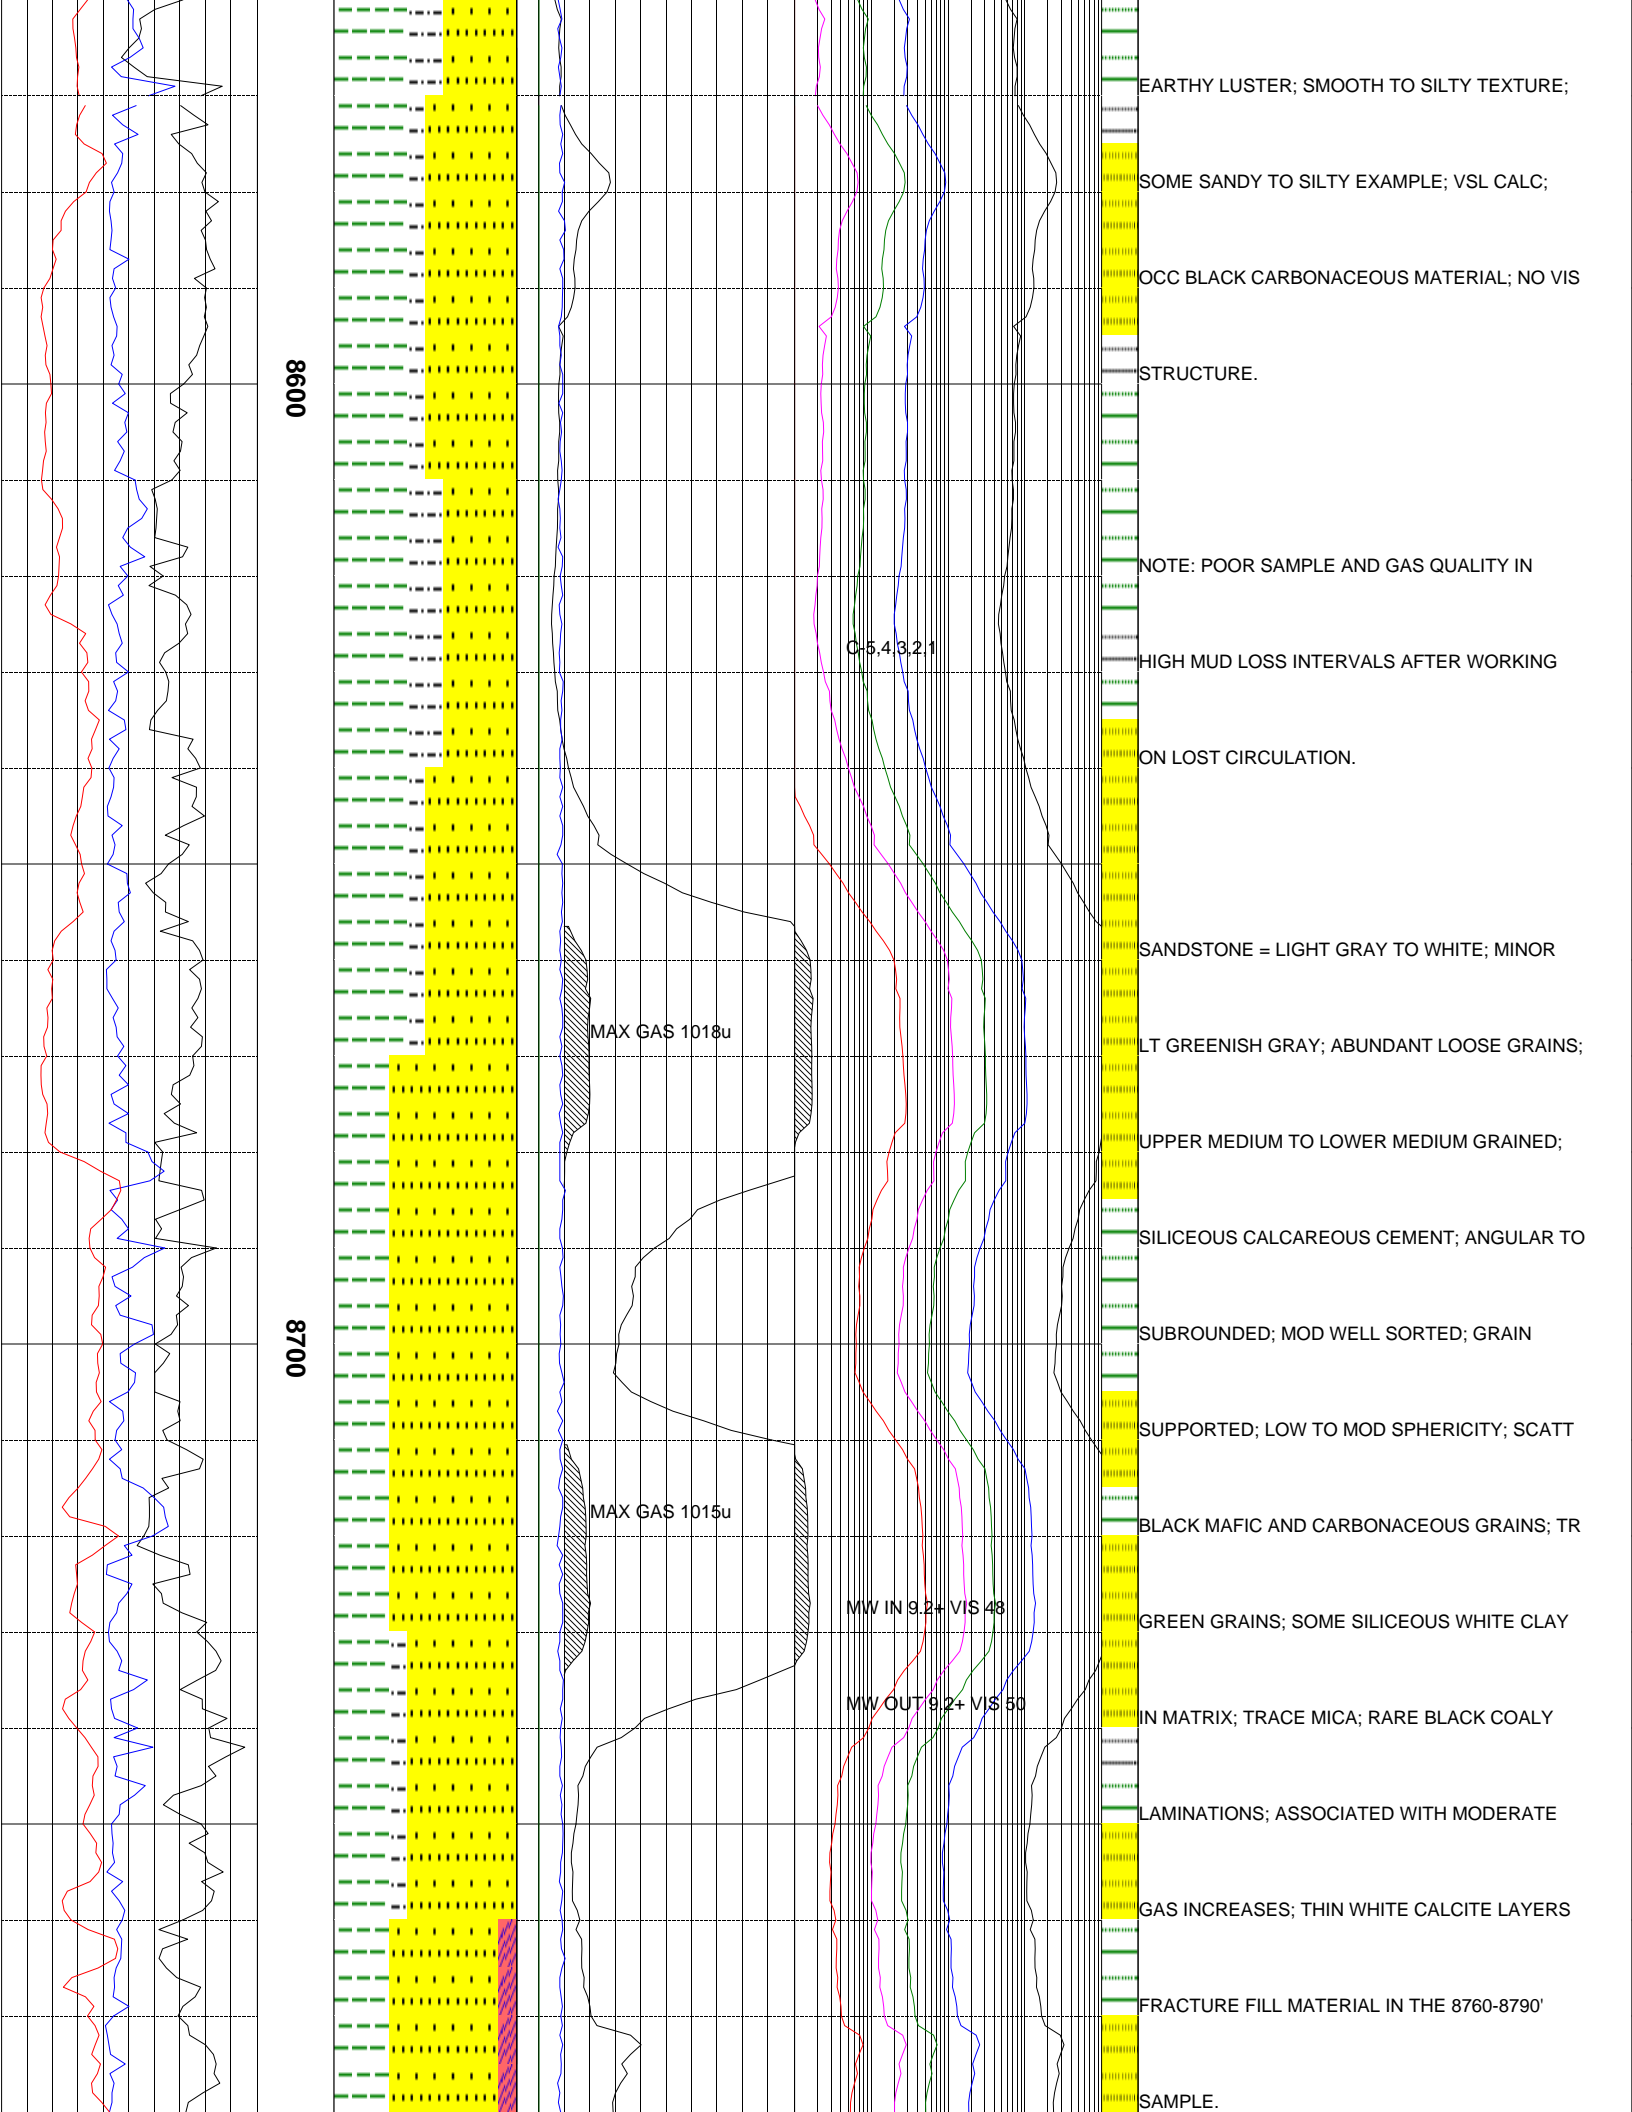 EARTHY LUSTER; SMOOTH TO SILTY TEXTURE;
SOME SANDY TO SILTY EXAMPLE; VSL CALC;
OCC BLACK CARBONACEOUS MATERIAL; NO VIS
8600
STRUCTURE.
NOTE: POOR SAMPLE AND GAS QUALITY IN
C-5,4,3,2,1
HIGH MUD LOSS INTERVALS AFTER WORKING
ON LOST CIRCULATION.
SANDSTONE = LIGHT GRAY TO WHITE; MINOR
MAX GAS 1018u
LT GREENISH GRAY; ABUNDANT LOOSE GRAINS;
UPPER MEDIUM TO LOWER MEDIUM GRAINED;
SILICEOUS CALCAREOUS CEMENT; ANGULAR TO
8700
SUBROUNDED; MOD WELL SORTED; GRAIN
SUPPORTED; LOW TO MOD SPHERICITY; SCATT
MAX GAS 1015u
BLACK MAFIC AND CARBONACEOUS GRAINS; TR
MW IN 9.2+ VIS 48
GREEN GRAINS; SOME SILICEOUS WHITE CLAY
MW OUT 9.2+ VIS 50
IN MATRIX; TRACE MICA; RARE BLACK COALY
LAMINATIONS; ASSOCIATED WITH MODERATE
GAS INCREASES; THIN WHITE CALCITE LAYERS
FRACTURE FILL MATERIAL IN THE 8760-8790'
SAMPLE.